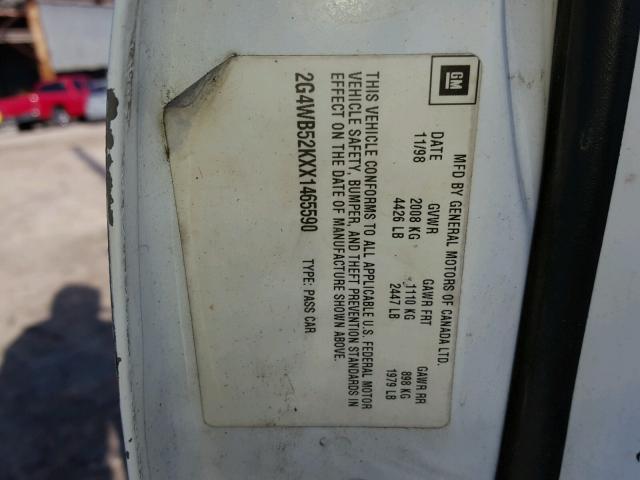 GM
MFD BY GENERAL MOTORS OF CANADA LTD.
DATE GVWR GAWR FRT GAWR RR
11/98 2008 KG 1110 KG 898 KG
4426 LB 2447 LB 1979 LB
THIS VEHICLE CONFORMS TO ALL APPLICABLE U.S. FEDERAL MOTOR
VEHICLE SAFETY, BUMPER, AND THEFT PREVENTION STANDARDS IN
EFFECT ON THE DATE OF MANUFACTURE SHOWN ABOVE.
2G4WB52KXX1465590 TYPE: PASS CAR